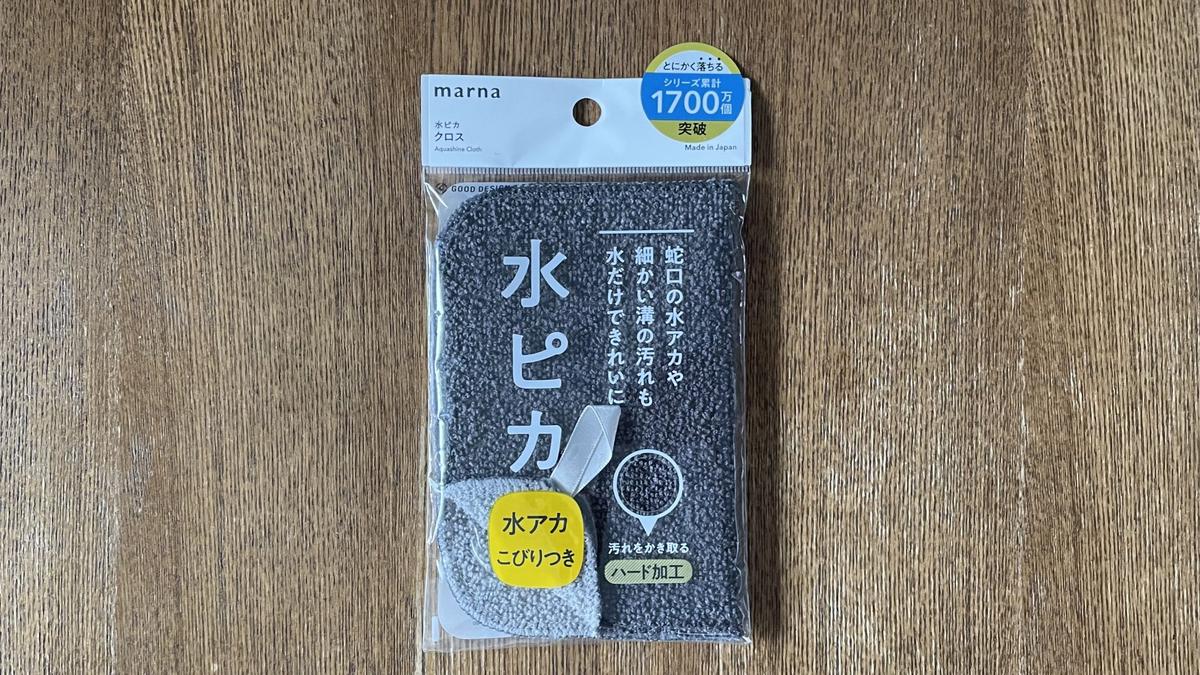 marna
水ピカ
クロス
Aquashine Cloth
とにかく落ちる
シリーズ累計
1700万個
突破
Made in Japan
GOOD DESIGN
水ピカ
蛇口の水アカや
細かい溝の汚れも
水だけできれいに
水アカ
こびりつき
汚れをかき取る
ハード加工